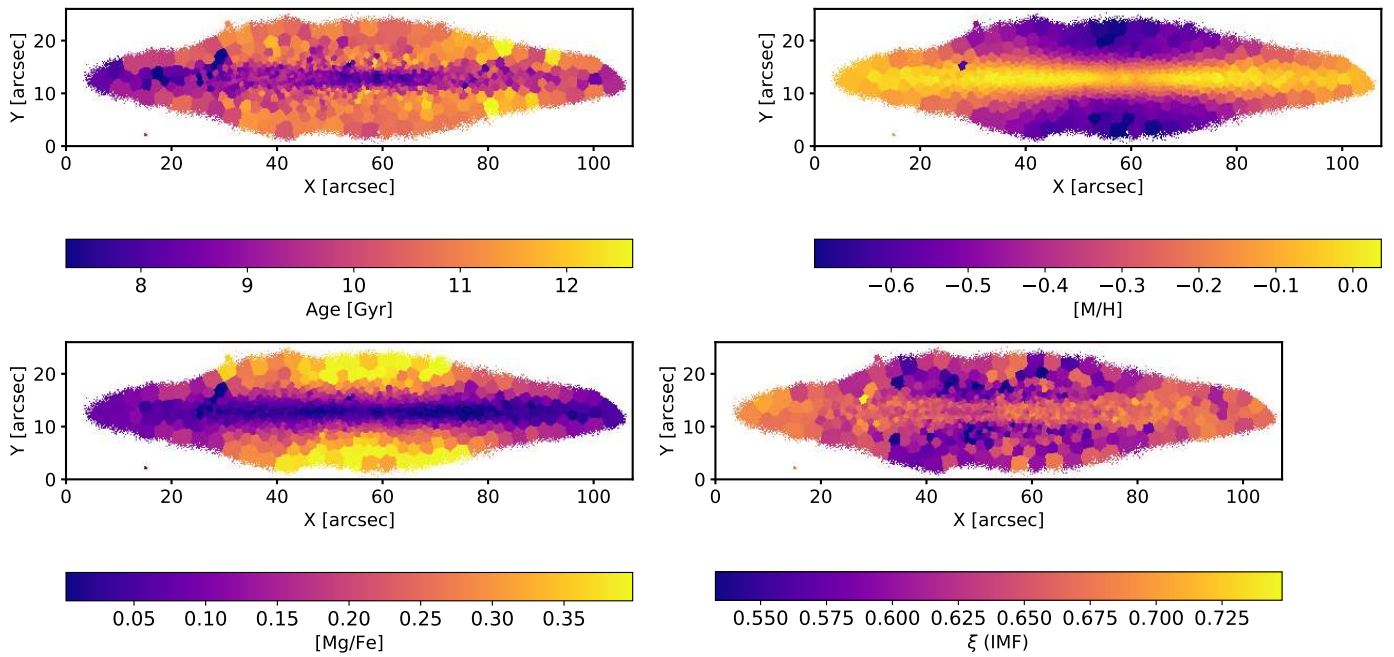 20
10
0
Y [arcsec]
0 20 40 60 80 100
X [arcsec]
8 9 10 11 12
Age [Gyr]
20
10
0
Y [arcsec]
0 20 40 60 80 100
X [arcsec]
−0.6 −0.5 −0.4 −0.3 −0.2 −0.1 0.0
[M/H]
20
10
0
Y [arcsec]
0 20 40 60 80 100
X [arcsec]
0.05 0.10 0.15 0.20 0.25 0.30 0.35
[Mg/Fe]
20
10
0
Y [arcsec]
0 20 40 60 80 100
X [arcsec]
0.550 0.575 0.600 0.625 0.650 0.675 0.700 0.725
ξ (IMF)